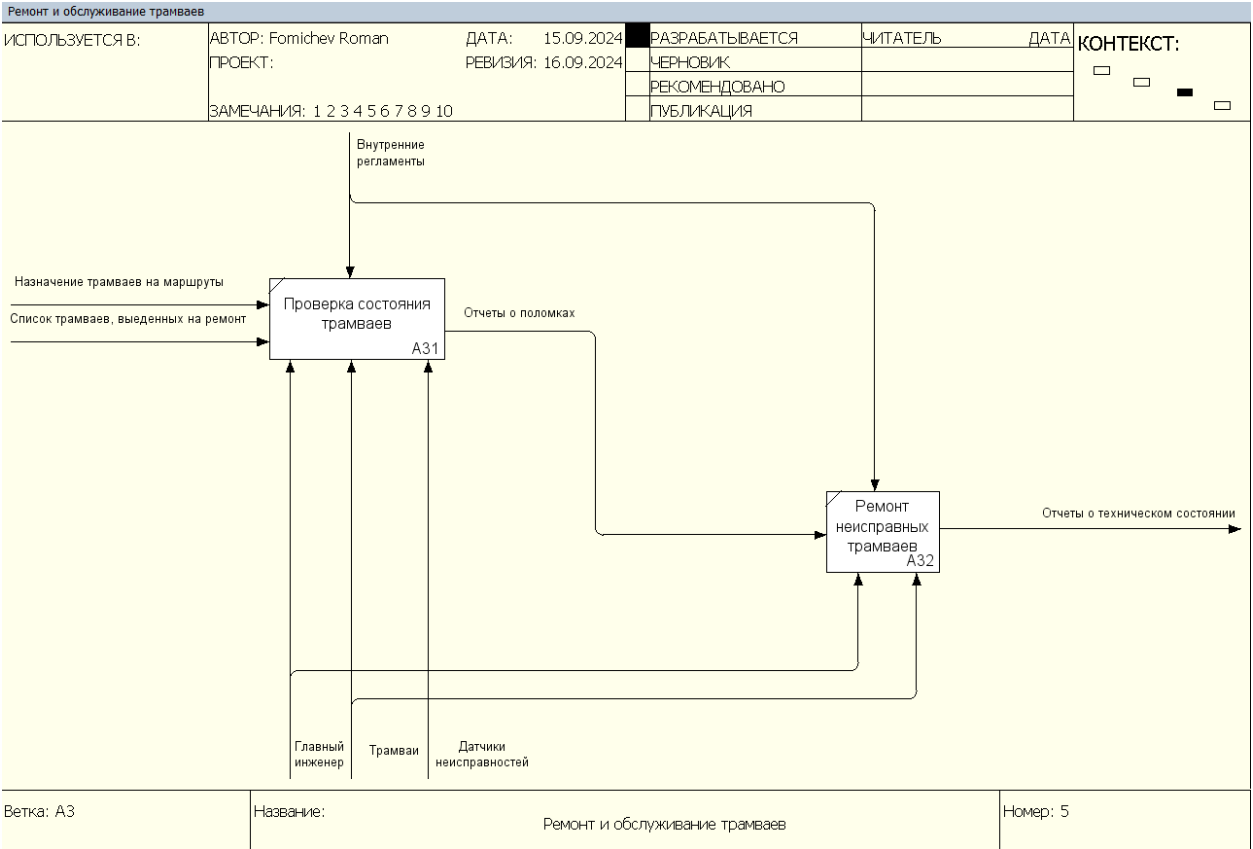 Ремонт и обслуживание трамваев
ИСПОЛЬЗУЕТСЯ В:
АВТОР: Fomichev Roman
ДАТА: 15.09.2024
РАЗРАБАТЫВАЕТСЯ
ЧИТАТЕЛЬ
ДАТА
КОНТЕКСТ:
ПРОЕКТ:
РЕВИЗИЯ: 16.09.2024
ЧЕРНОВИК
РЕКОМЕНДОВАНО
ЗАМЕЧАНИЯ: 1 2 3 4 5 6 7 8 9 10
ПУБЛИКАЦИЯ
Внутренние
регламенты
Назначение трамваев на маршруты
Список трамваев, выеденных на ремонт
Проверка состояния
трамваев
А31
Отчеты о поломках
Ремонт
неисправных
трамваев
А32
Отчеты о техническом состоянии
Главный
инженер
Трамваи
Датчики
неисправностей
Ветка: А3
Название:
Ремонт и обслуживание трамваев
Номер: 5